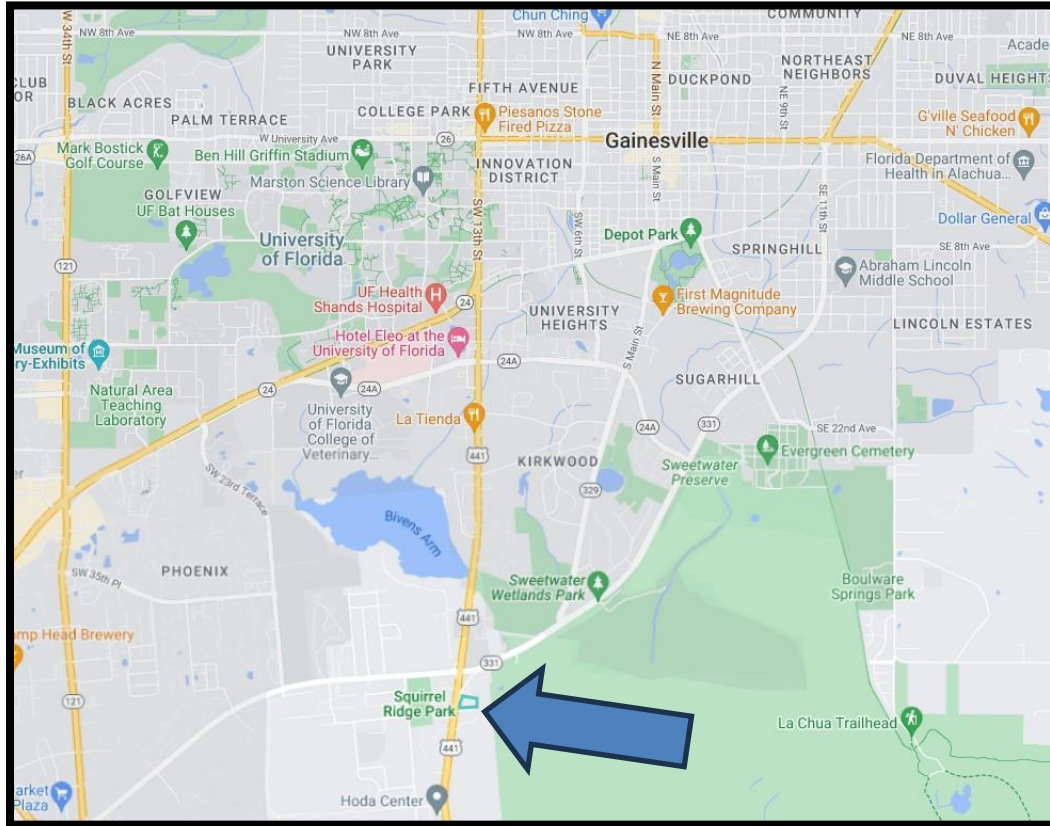 Chun Ching
COMMUNITY
W 34th St
NW 8th Ave
NW 8th Ave
NW 8th Ave
NE 8th Ave
NE 8th Ave
Acade
UNIVERSITY
PARK
N Main St
NORTHEAST
NEIGHBORS
CLUB
OR
FIFTH AVENUE
DUCKPOND
NE 9th St
DUVAL HEIGHTS
BLACK ACRES
PALM TERRACE
COLLEGE PARK
Piesanos Stone
Fired Pizza
G'ville Seafood
N' Chicken
W University Ave
26
Gainesville
26A
Mark Bostick
Golf Course
Ben Hill Griffin Stadium
INNOVATION
DISTRICT
S Main St
Florida Department of
Health in Alachua...
Marston Science Library
GOLFVIEW
UF Bat Houses
SW 13th St
SW 6th St
SE 11th St
Dollar General
University
of Florida
Depot Park
SPRINGHILL
SE 8th Ave
121
Abraham Lincoln
Middle School
UF Health
Shands Hospital
24
First Magnitude
Brewing Company
UNIVERSITY
HEIGHTS
LINCOLN ESTATES
Hotel Eleo at the
University of Florida
S Main St
Museum of
ry-Exhibits
24A
24
24A
SUGARHILL
Natural Area
Teaching
Laboratory
University
of Florida
College of
Veterinary...
La Tienda
24A
331
SE 22nd Ave
441
KIRKWOOD
Sweetwater
Preserve
Evergreen Cemetery
SW 23rd Terrace
329
Bivens Arm
SW 35th Pl
PHOENIX
Sweetwater
Wetlands Park
Boulware
Springs Park
441
amp Head Brewery
331
121
Squirrel
Ridge Park
La Chua Trailhead
441
arket
Plaza
Hoda Center